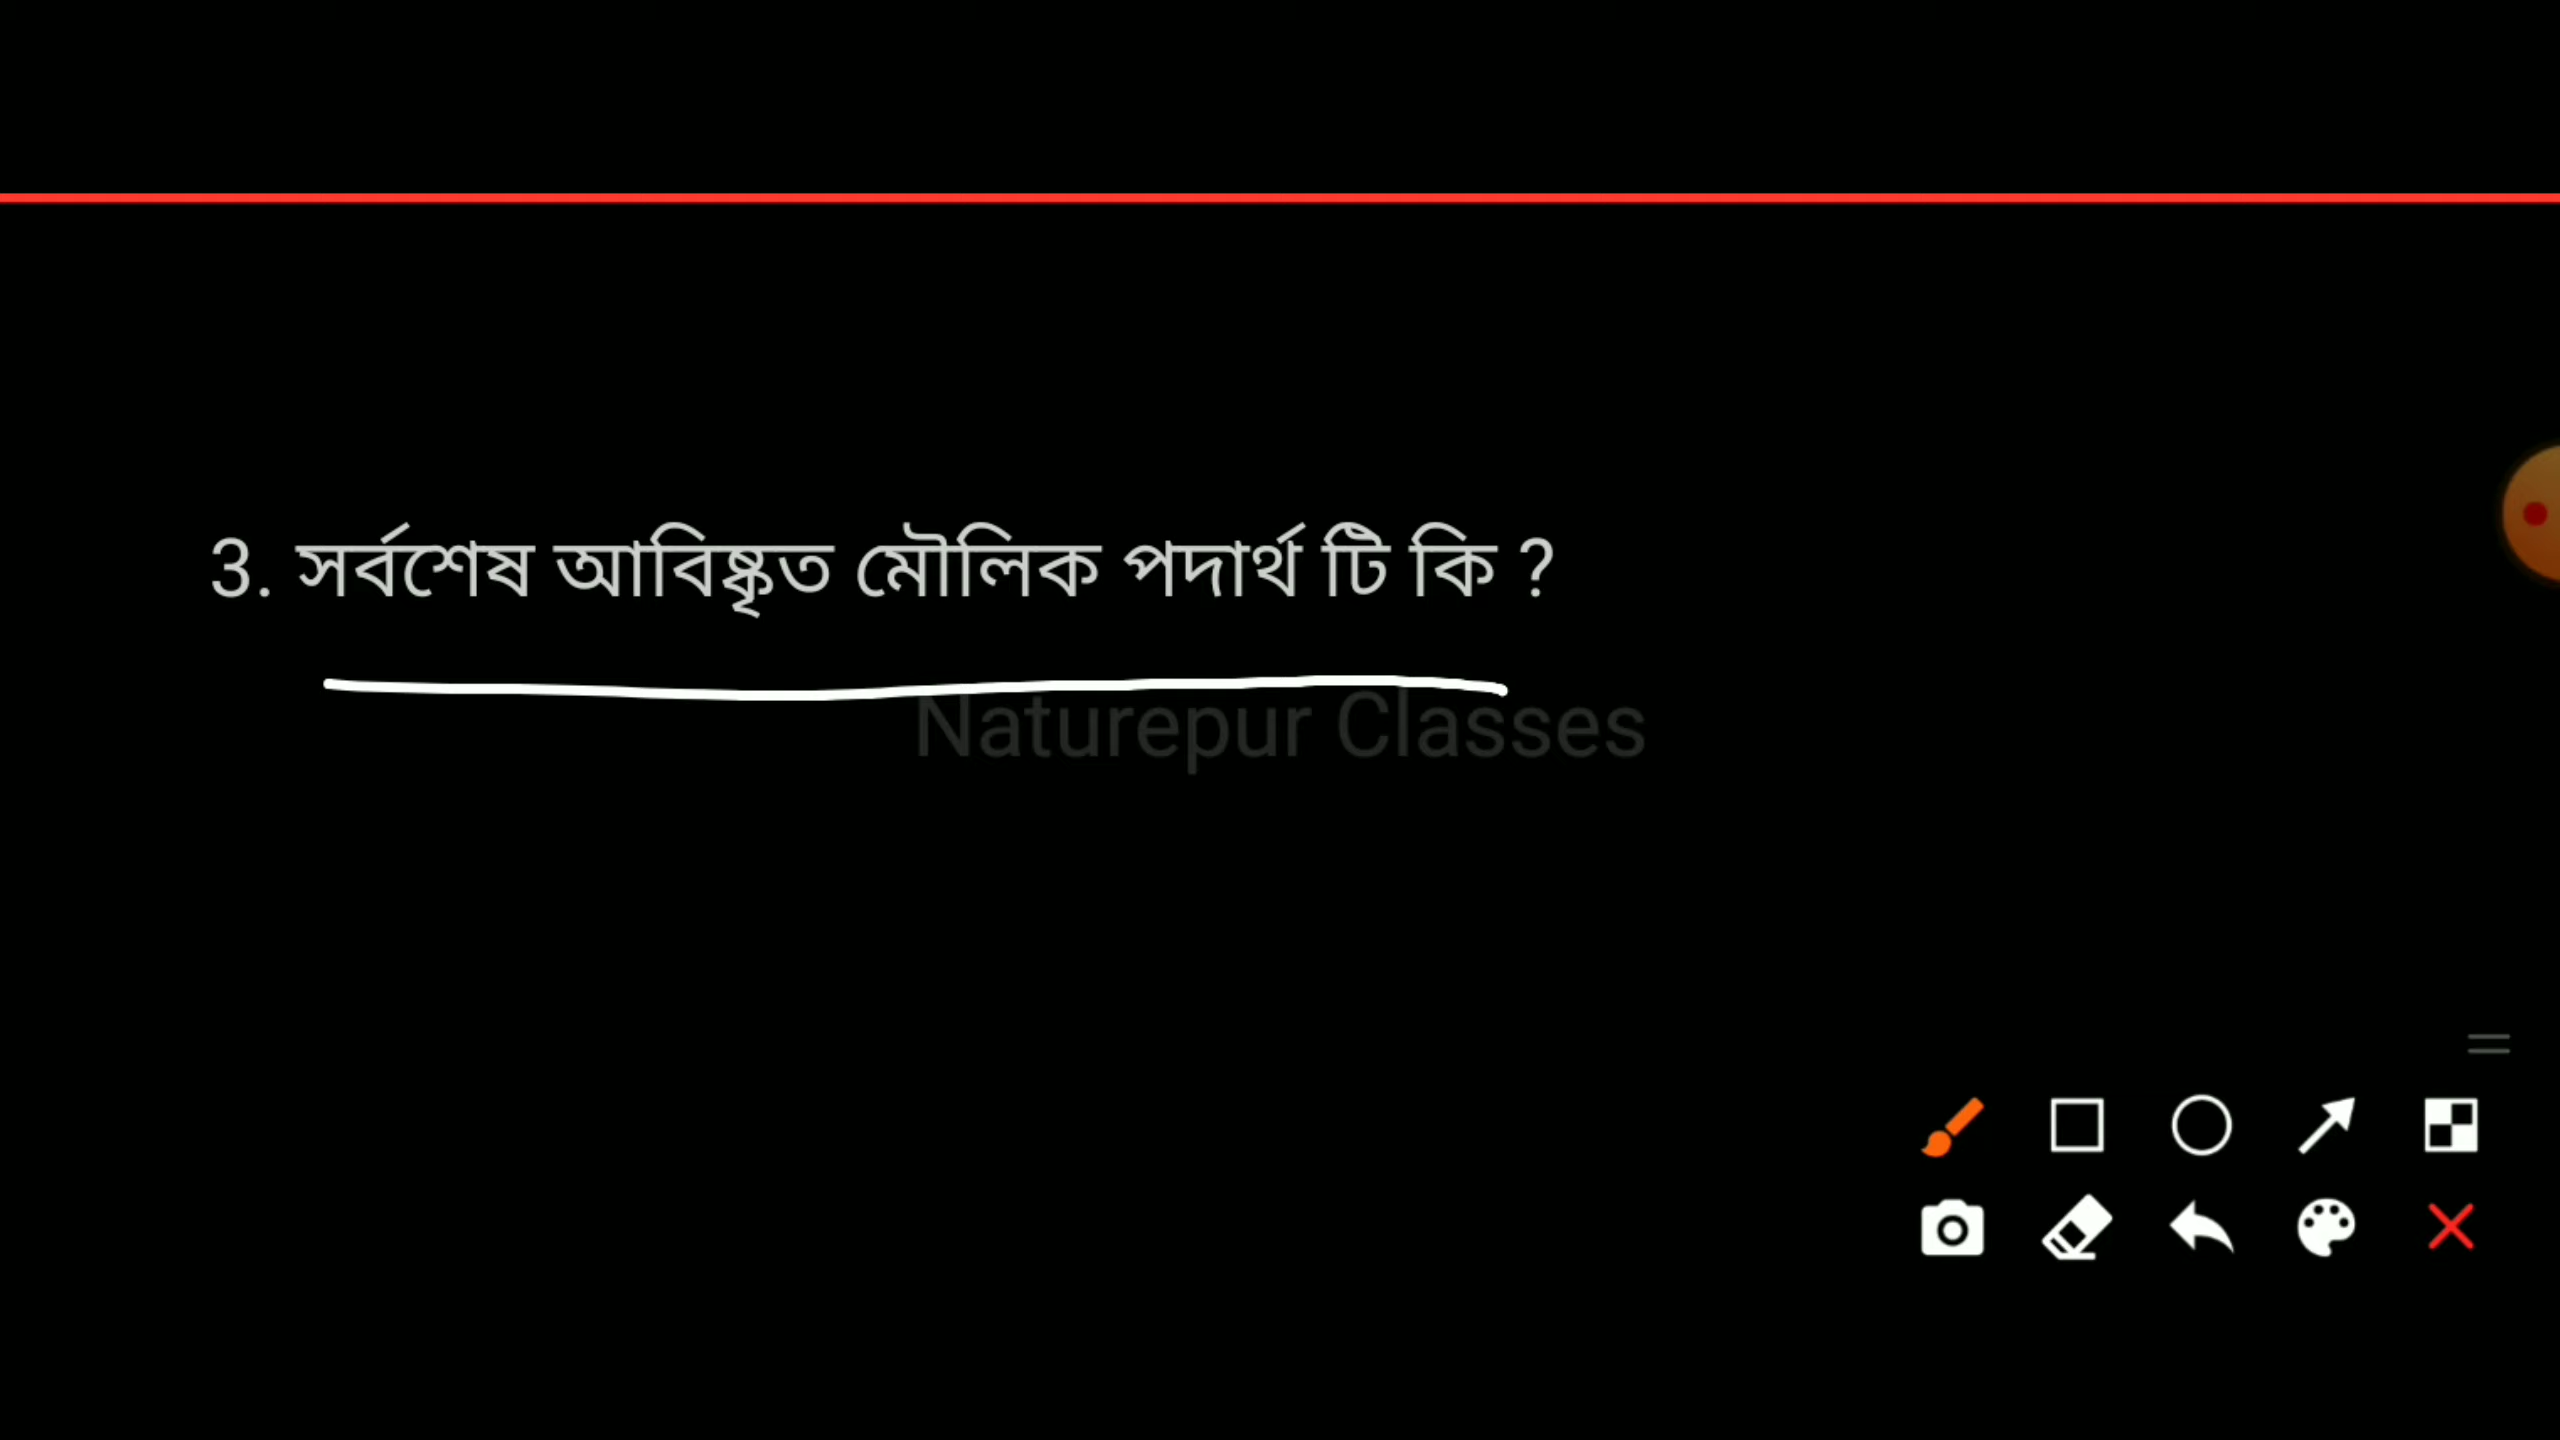 3. সর্বশেষ আবিষ্কৃত মৌলিক পদার্থ টি কি ?
Naturepur Classes